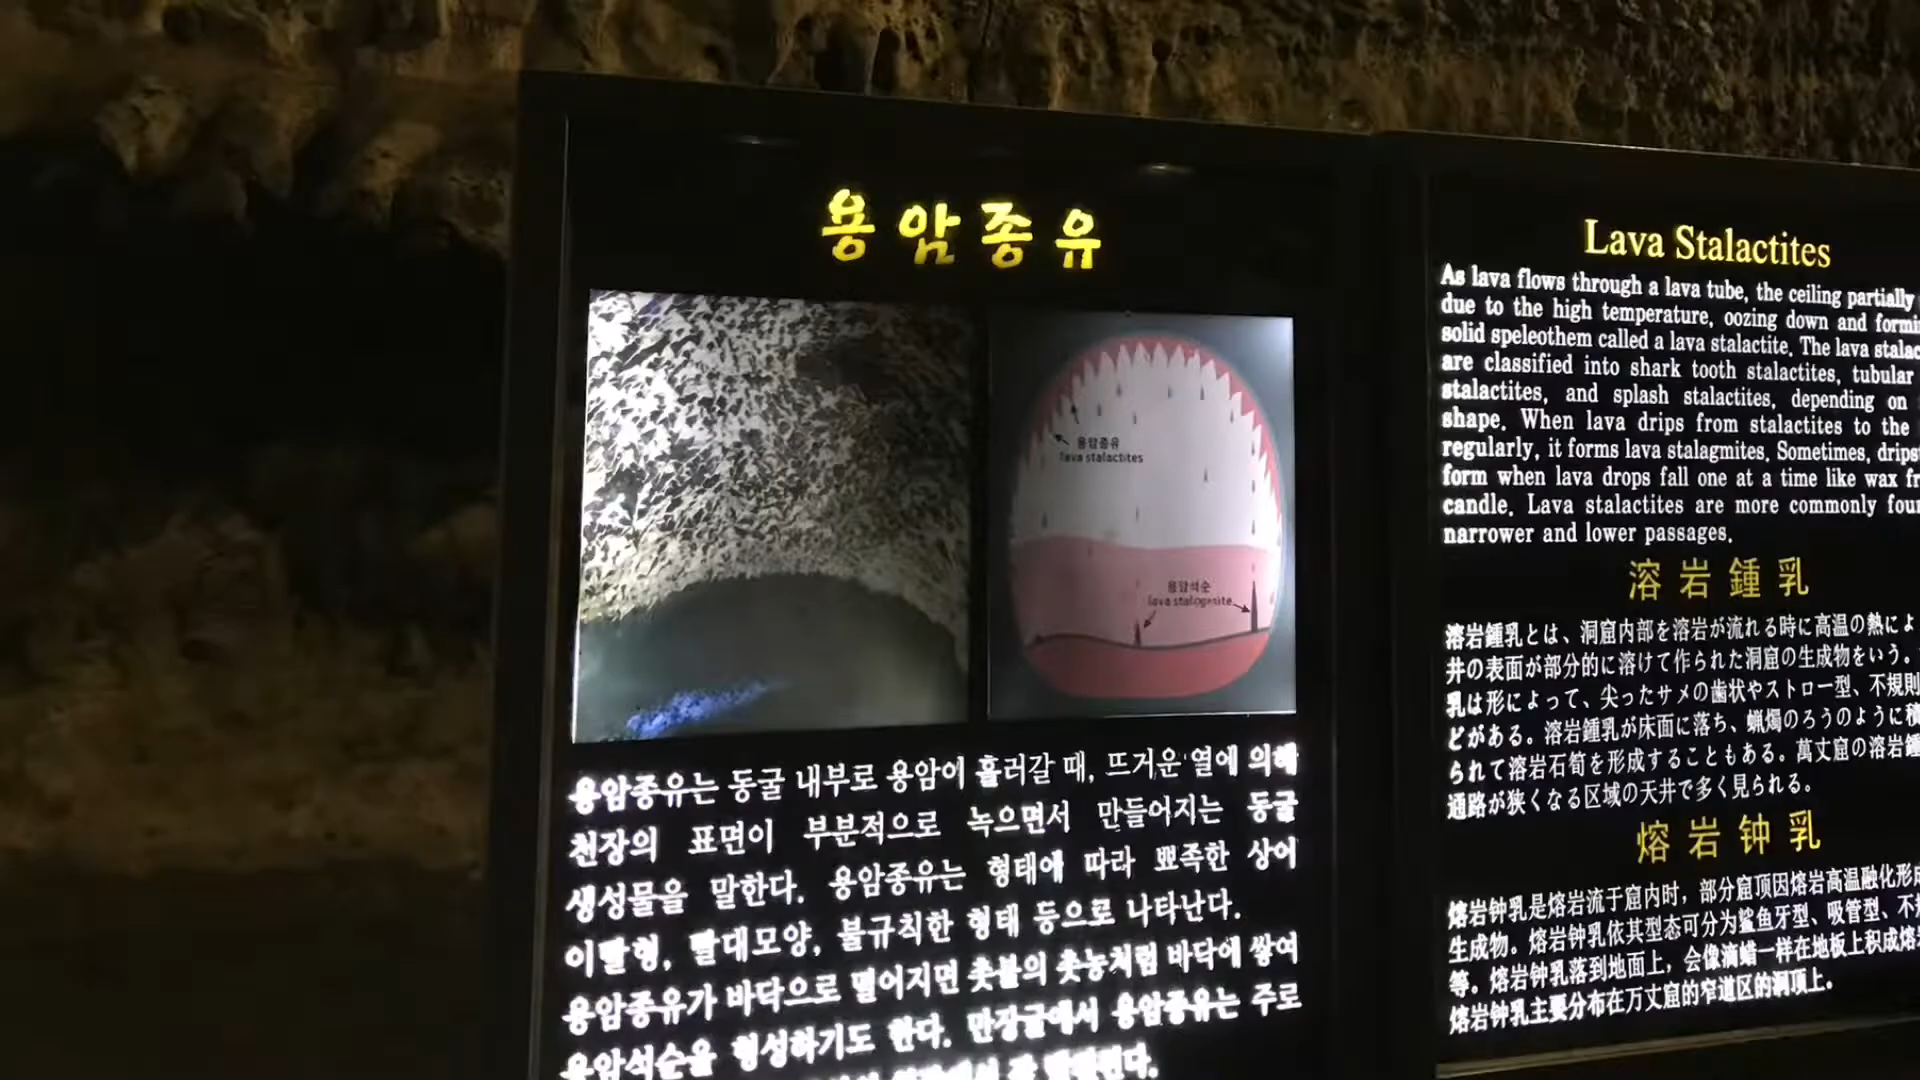 용암종유
용암종유
lava stalactites
용암석순
lava stalagmite
용암종유는 동굴 내부로 용암이 흘러갈 때, 뜨거운 열에 의해
천장의 표면이 부분적으로 녹으면서 만들어지는 동굴
생성물을 말한다. 용암종유는 형태에 따라 뾰족한 상어
이빨형, 빨대모양, 불규칙한 형태 등으로 나타난다.
용암종유가 바닥으로 떨어지면 촛불의 촛농처럼 바닥에 쌓여
용암석순을 형성하기도 한다. 만장굴에서 용암종유는 주로
Lava Stalactites
As lava flows through a lava tube, the ceiling partially
due to the high temperature, oozing down and
solid speleothem called a lava stalactite. The lava
are classified into shark tooth stalactites, tubular
stalactites, and splash stalactites, depending on
shape. When lava drips from stalactites to the
regularly, it forms lava stalagmites. Sometimes,
form when lava drops fall one at a time like wax
candle. Lava stalactites are more commonly
narrower and lower passages.
溶岩鍾乳
溶岩鍾乳とは、洞窟内部を溶岩が流れる時に高温の熱によ
井の表面が部分的に溶けて作られた洞窟の生成物をいう。
乳は形によって、尖ったサメの歯状やストロー型、不規則
どがある。溶岩鍾乳が床面に落ち、蝋燭のろうのように積
られて溶岩石筍を形成することもある。萬丈窟の溶岩鍾
通路が狭くなる区域の天井で多く見られる。
熔岩钟乳
熔岩钟乳是熔岩流于窟内时，部分窟顶因熔岩高温融化形成
生成物。熔岩钟乳依其型态可分为鲨鱼牙型、吸管型、不
等。熔岩钟乳落到地面上，会像滴蜡一样在地板上积成熔
熔岩钟乳主要分布在万丈窟的窄道区的洞顶上。